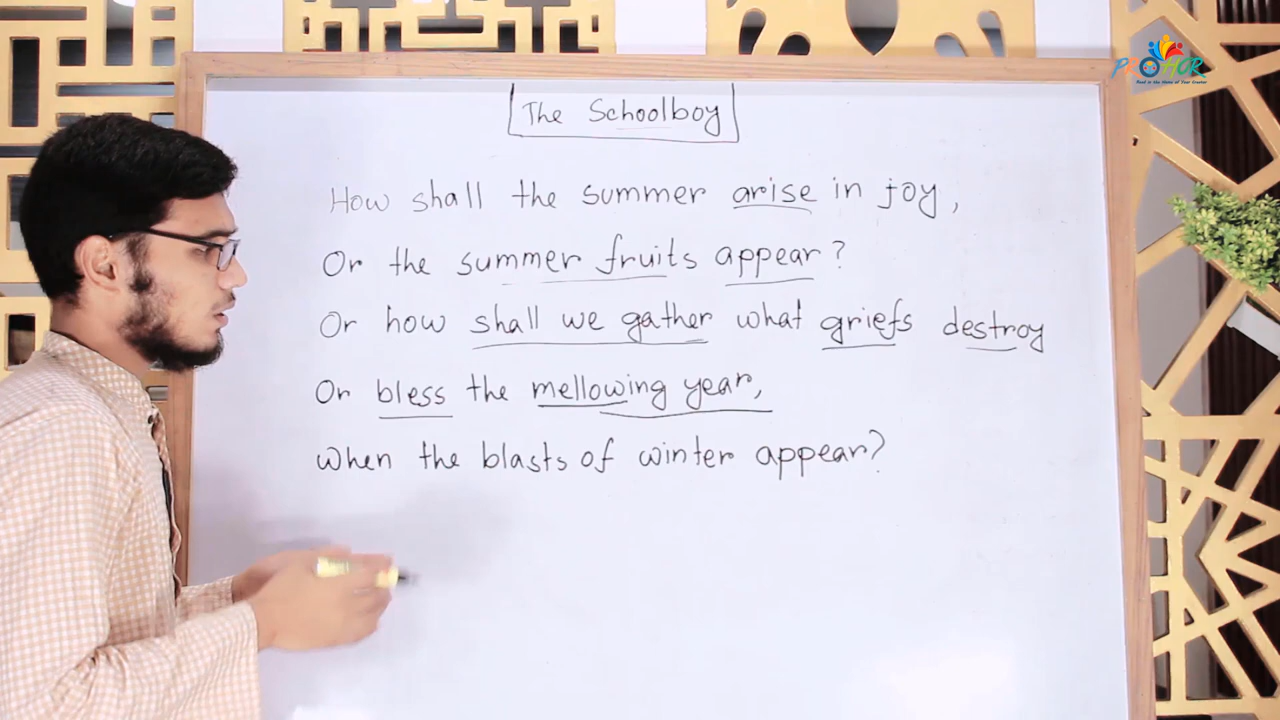 The Schoolboy
How shall the summer arise in joy,
Or the summer fruits appear?
Or how shall we gather what griefs destroy
Or bless the mellowing year,
when the blasts of winter appear?